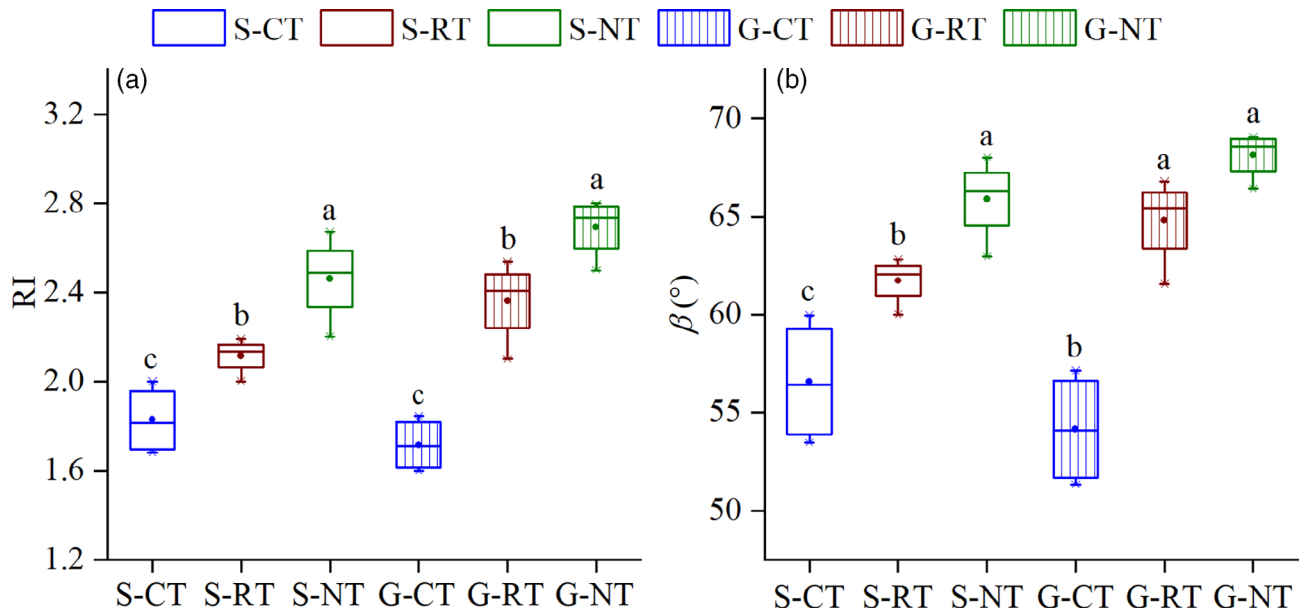 S-CT S-RT S-NT G-CT G-RT G-NT
(a)
RI
3.2
2.8
2.4
2.0
1.6
1.2
c b a c b a
S-CT S-RT S-NT G-CT G-RT G-NT
(b)
β (°)
70
65
60
55
50
c b a b a a
S-CT S-RT S-NT G-CT G-RT G-NT